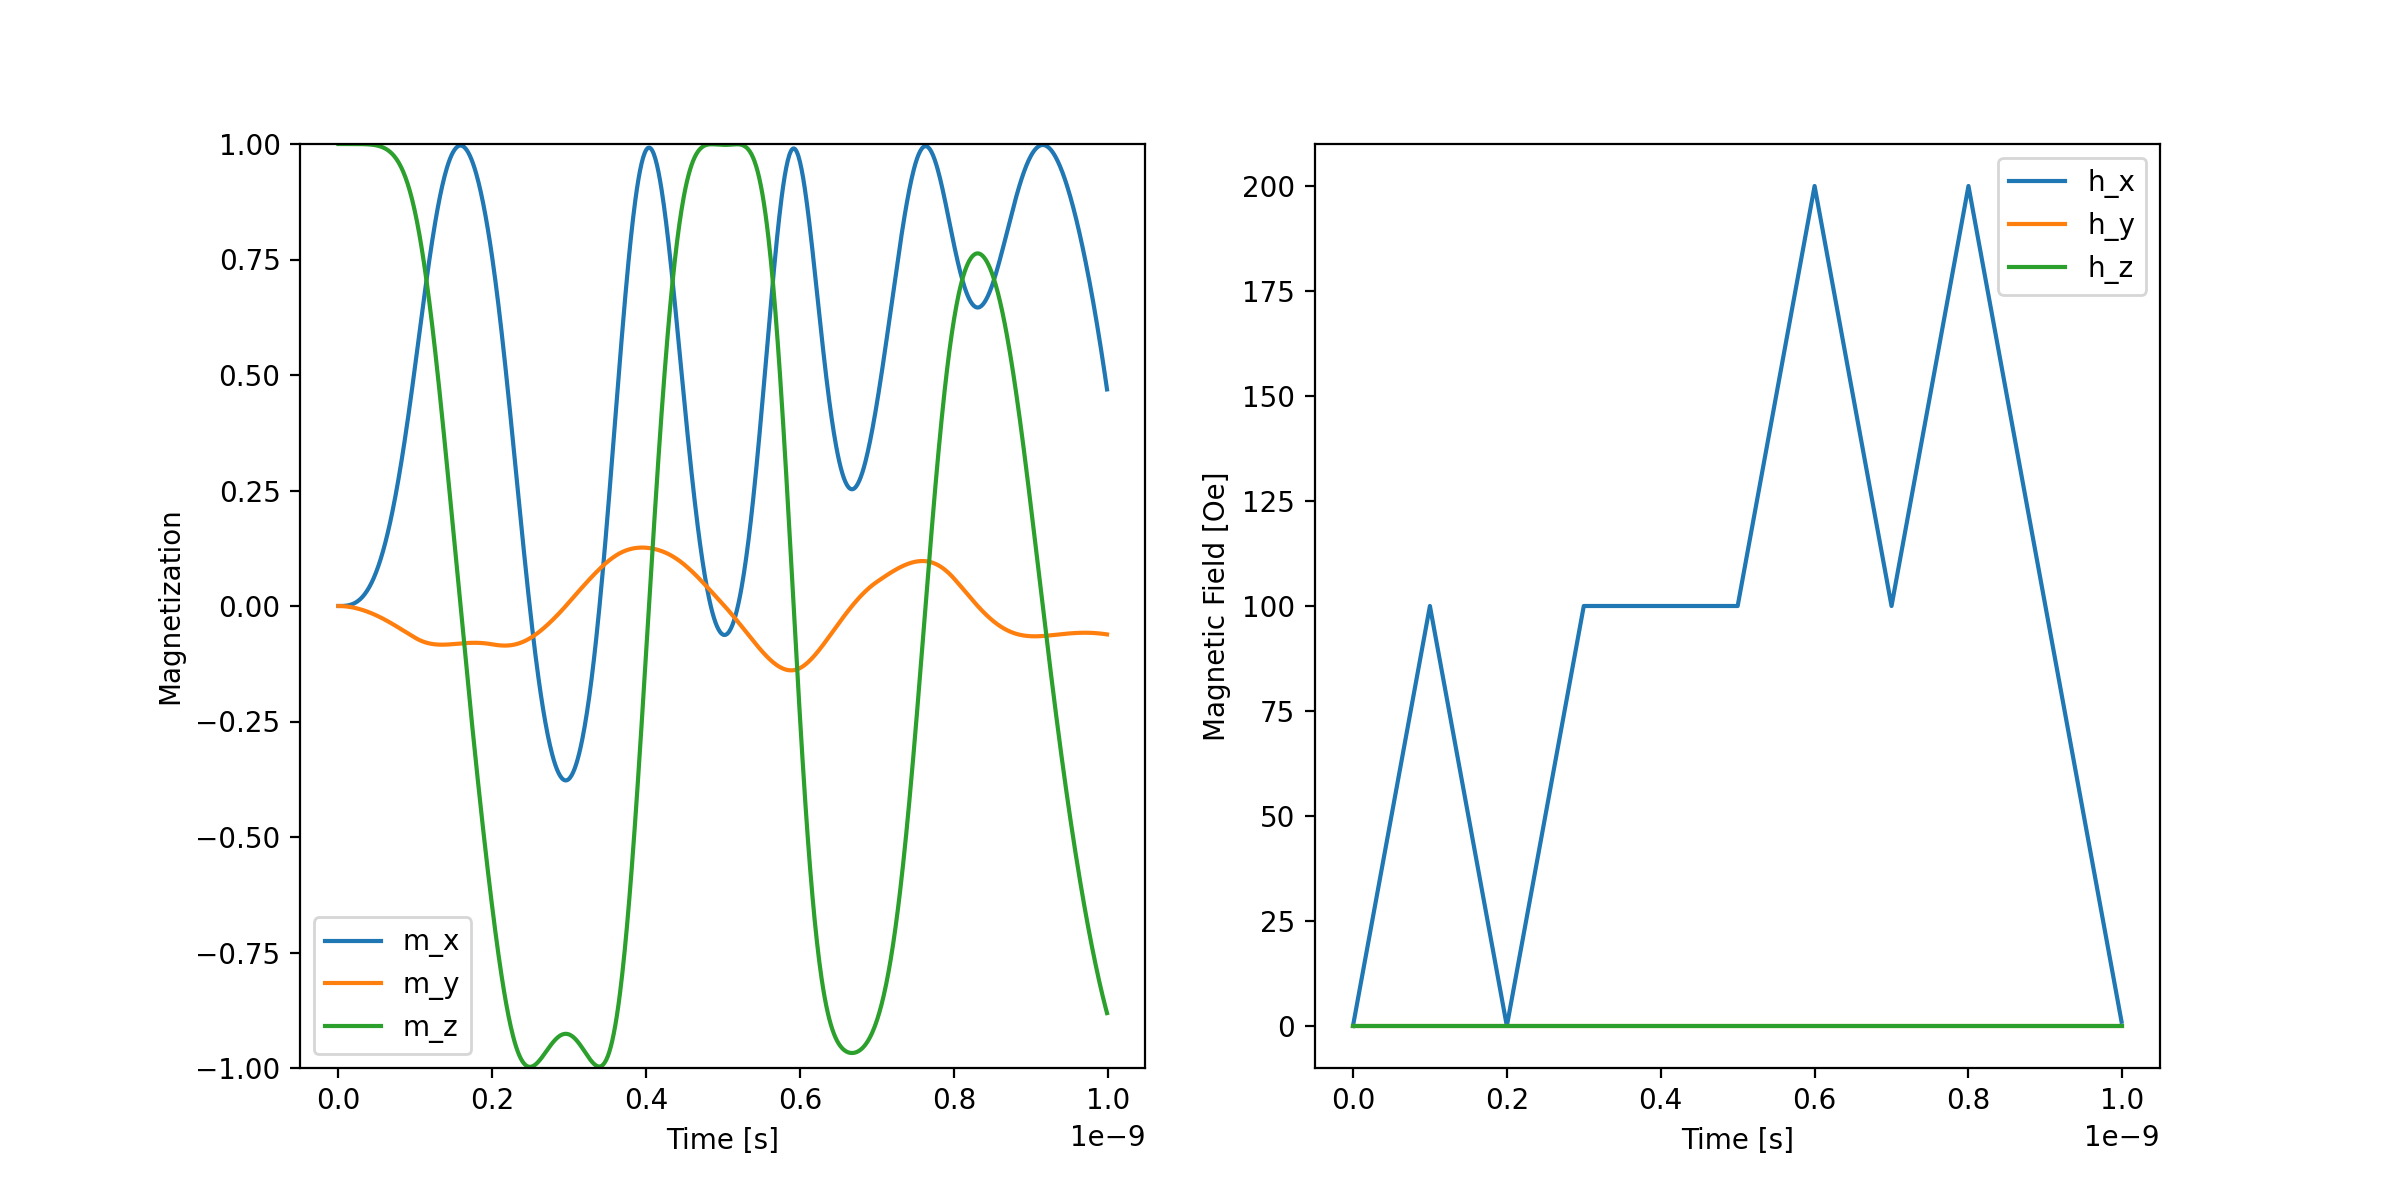 1.00
0.75
0.50
0.25
0.00
−0.25
−0.50
−0.75
−1.00
Magnetization
m_x
m_y
m_z
0.0 0.2 0.4 0.6 0.8 1.0
Time [s]
1e−9
200
175
150
125
100
75
50
25
0
Magnetic Field [Oe]
h_x
h_y
h_z
0.0 0.2 0.4 0.6 0.8 1.0
Time [s]
1e−9